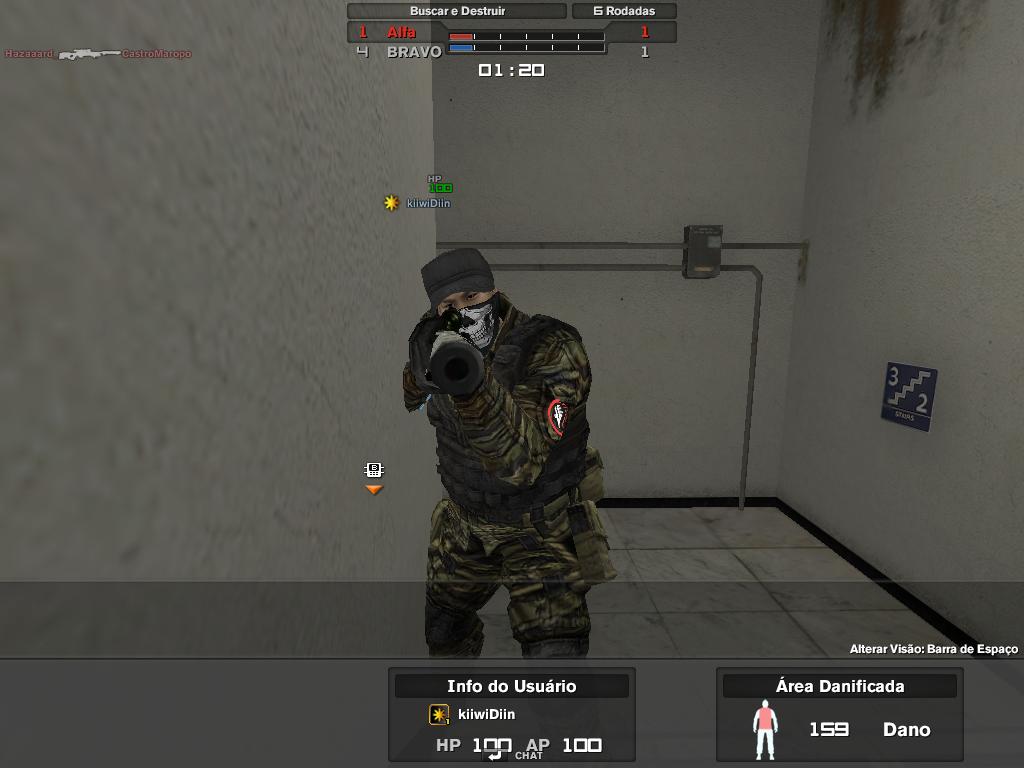 Buscar e Destruir 6 Rodadas
1 Alfa 1
4 BRAVO 1
01:20
Hazaaard CastroMaropo
HP
100
kiiwiDiin
3
2
STAIRS
B
Alterar Visão: Barra de Espaço
Info do Usuário
kiiwiDiin
HP 100 AP 100
CHAT
Área Danificada
159 Dano